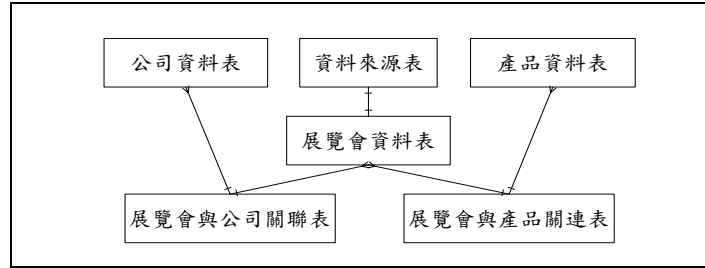 公司資料表
資料來源表
產品資料表
展覽會資料表
展覽會與公司關聯表
展覽會與產品關連表